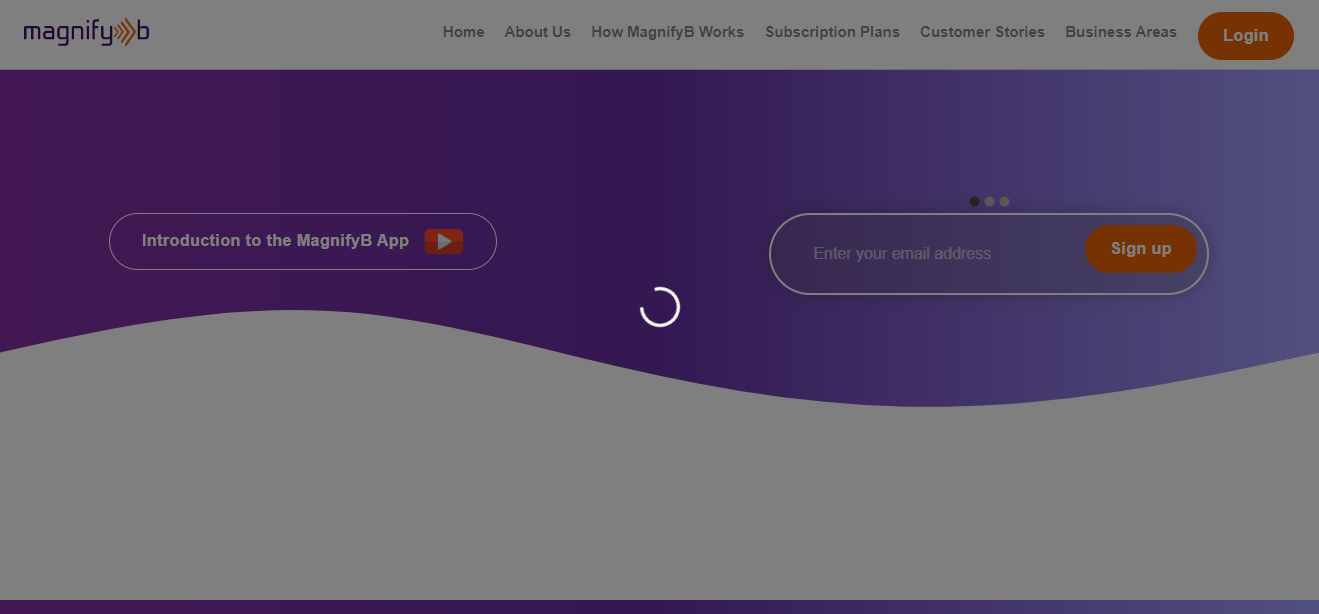 magnifyb
Home About Us How MagnifyB Works Subscription Plans Customer Stories Business Areas Login
Introduction to the MagnifyB App
Enter your email address Sign up